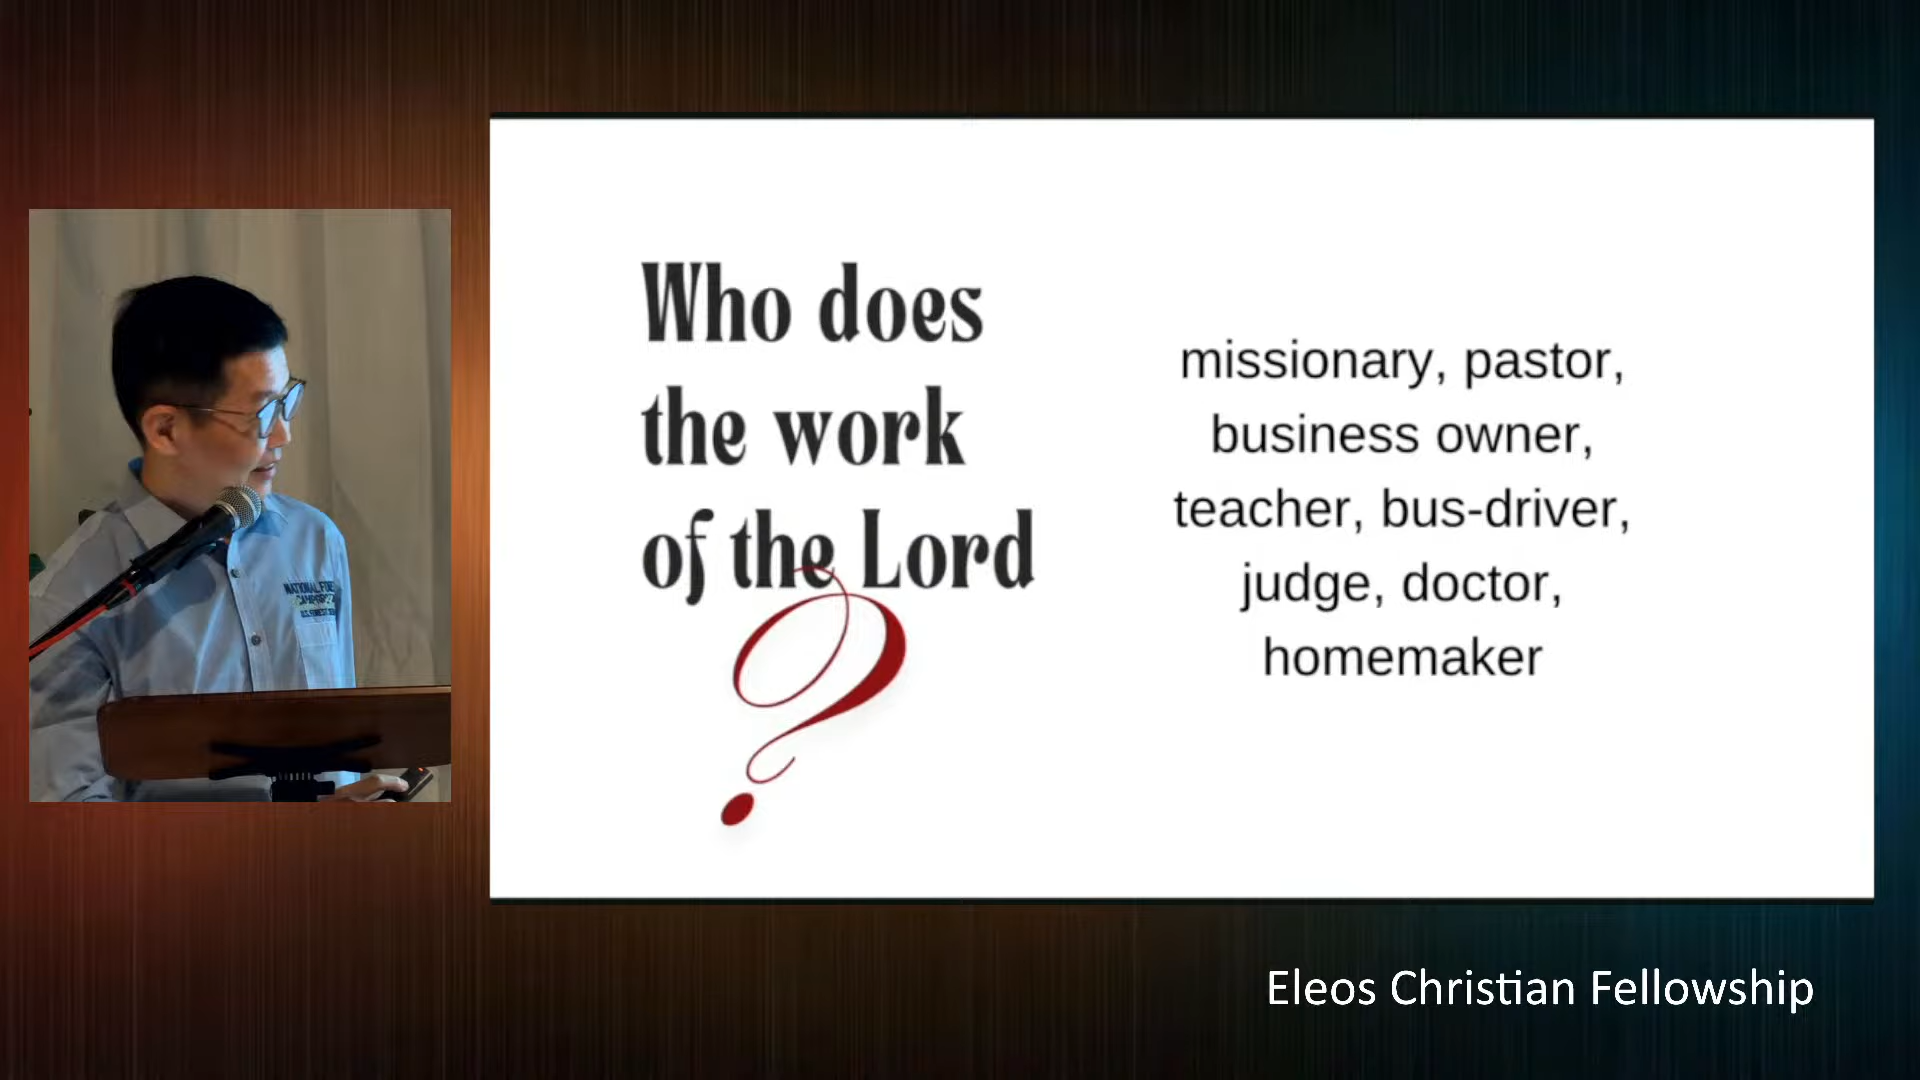 Who does
the work
of the Lord
?
missionary, pastor,
business owner,
teacher, bus-driver,
judge, doctor,
homemaker
NATIONAL
Eleos Christian Fellowship